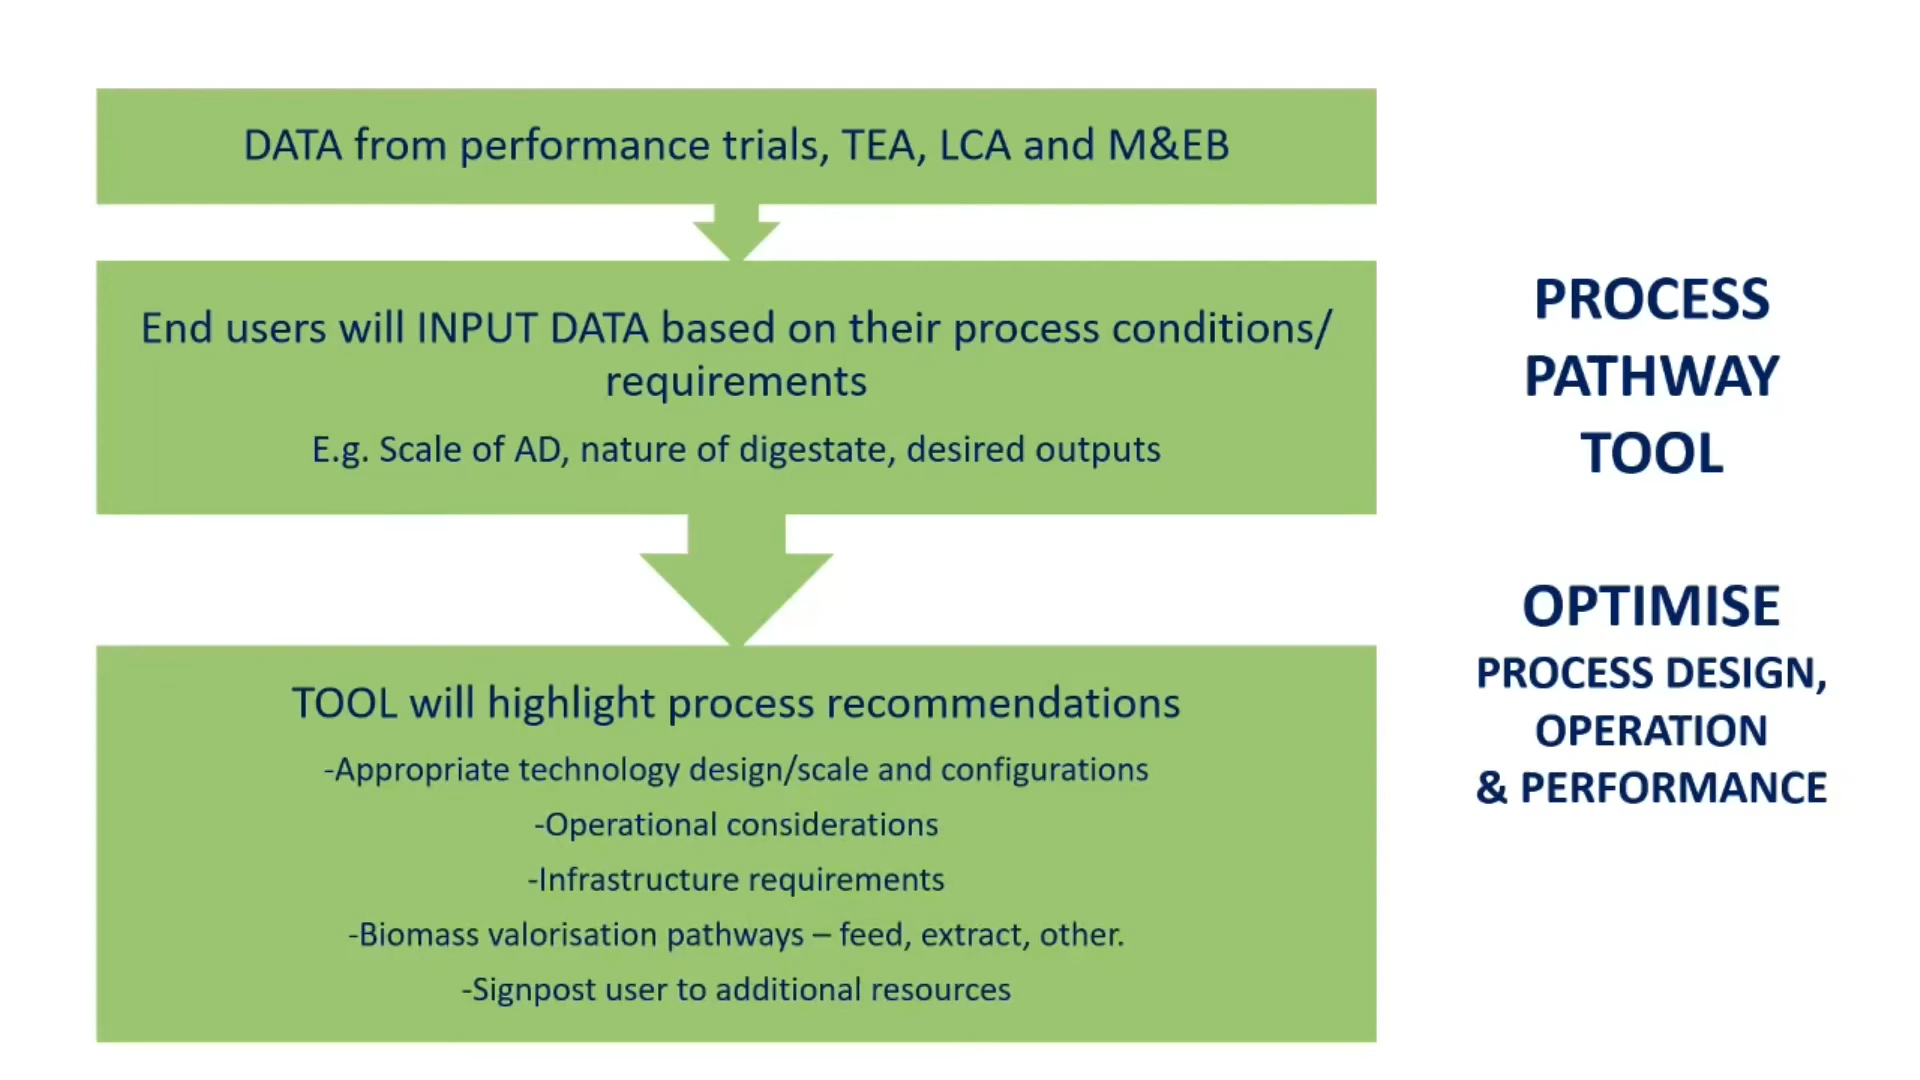 DATA from performance trials, TEA, LCA and M&EB
End users will INPUT DATA based on their process conditions/
requirements
E.g. Scale of AD, nature of digestate, desired outputs
TOOL will highlight process recommendations
-Appropriate technology design/scale and configurations
-Operational considerations
-Infrastructure requirements
-Biomass valorisation pathways – feed, extract, other.
-Signpost user to additional resources
PROCESS
PATHWAY
TOOL
OPTIMISE
PROCESS DESIGN,
OPERATION
& PERFORMANCE